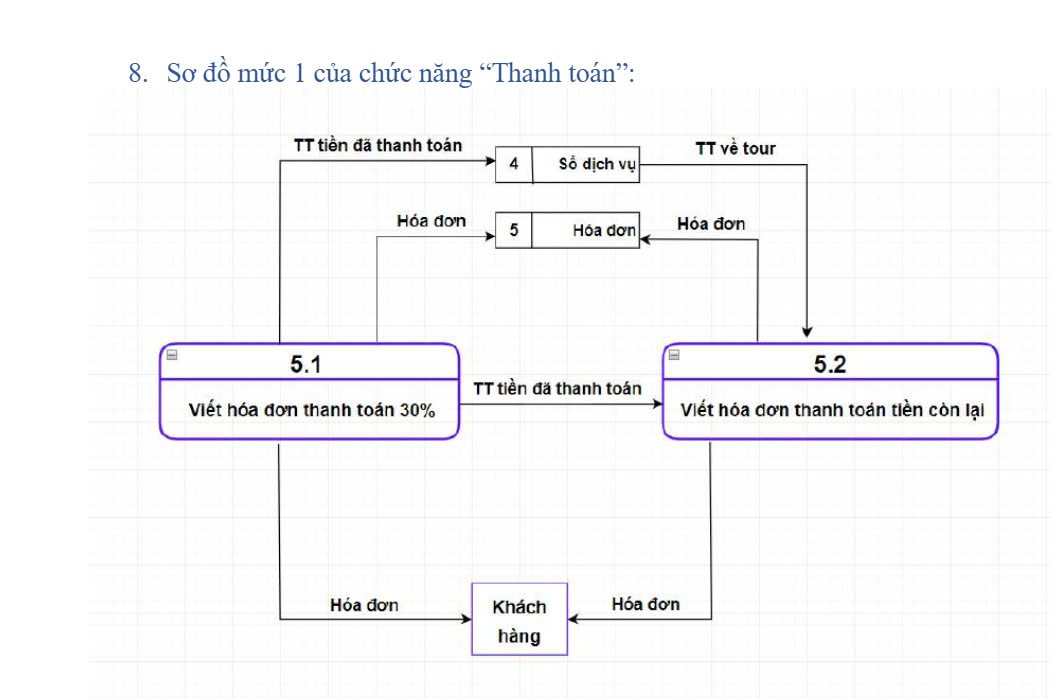 8. Sơ đồ mức 1 của chức năng “Thanh toán”:
TT tiền đã thanh toán
4 Sổ dịch vụ
TT về tour
Hóa đơn
5 Hóa đơn
Hóa đơn
5.1
Viết hóa đơn thanh toán 30%
TT tiền đã thanh toán
5.2
Viết hóa đơn thanh toán tiền còn lại
Hóa đơn
Khách
hàng
Hóa đơn